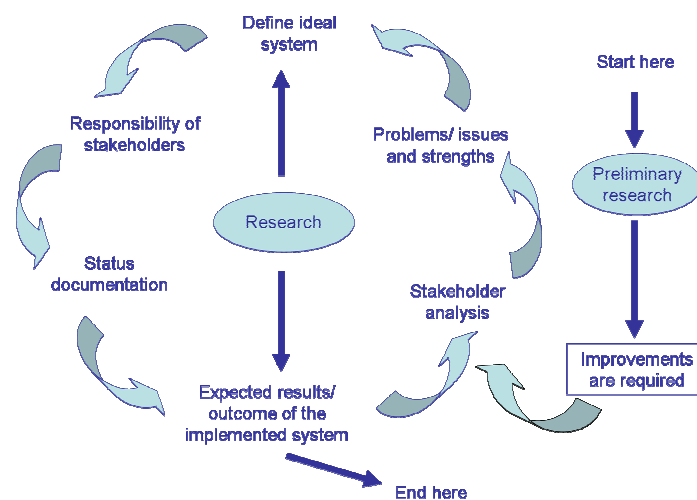 Define ideal
system
Start here
Responsibility of
stakeholders
Problems/ issues
and strengths
Preliminary
research
Research
Status
documentation
Stakeholder
analysis
Improvements
are required
Expected results/
outcome of the
implemented system
End here